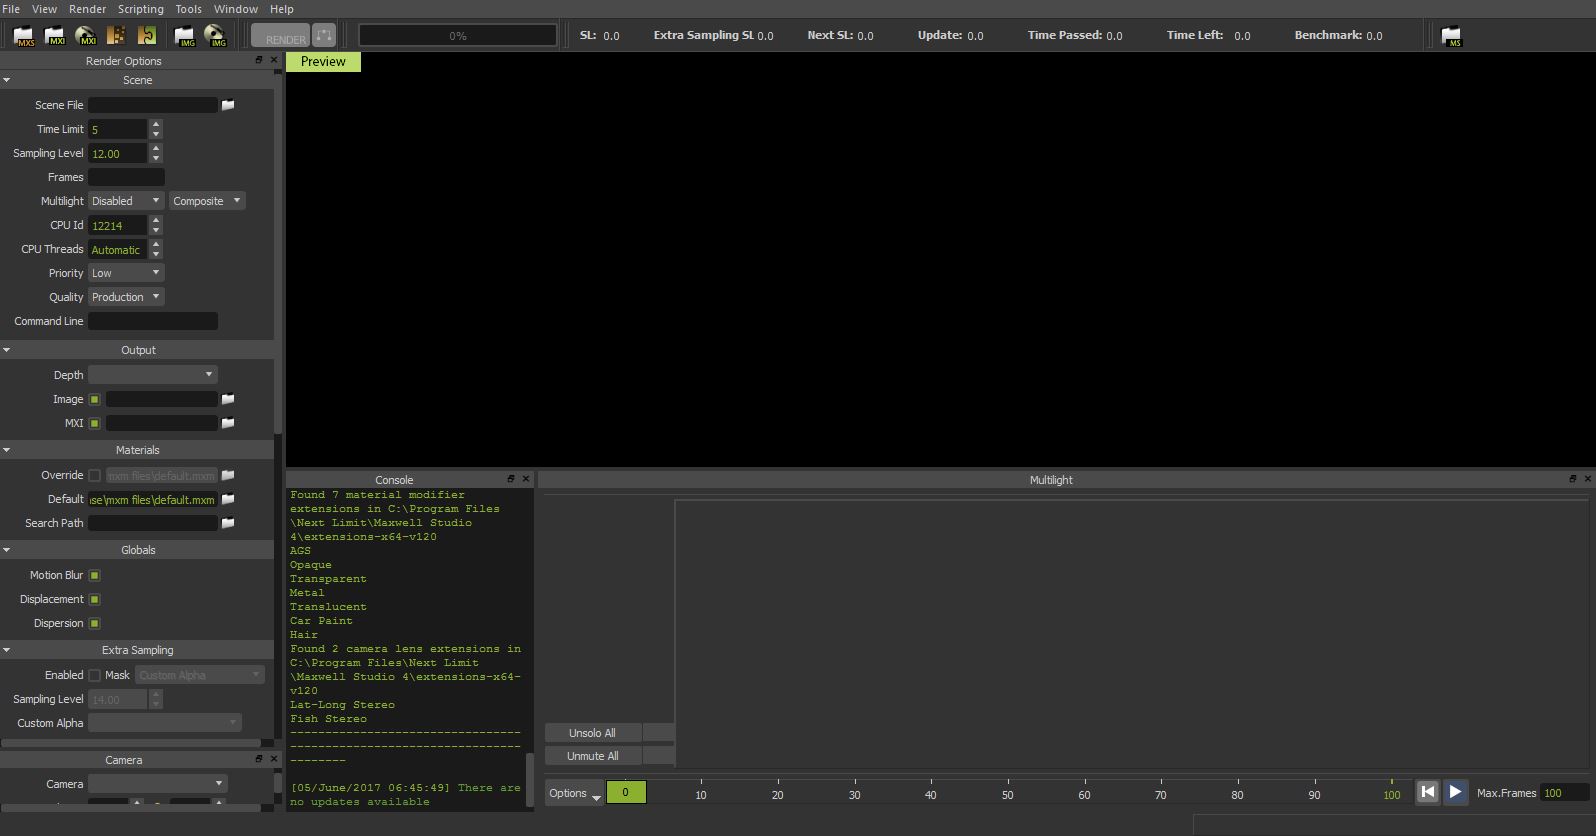 File View Render Scripting Tools Window Help
MXS MXI MXI IMG IMG RENDER 0% SL: 0.0 Extra Sampling SL 0.0 Next SL: 0.0 Update: 0.0 Time Passed: 0.0 Time Left: 0.0 Benchmark: 0.0 MS
Render Options
Scene
Scene File
Time Limit 5
Sampling Level 12.00
Frames
Multilight Disabled Composite
CPU Id 12214
CPU Threads Automatic
Priority Low
Quality Production
Command Line
Output
Depth
Image
MXI
Materials
Override mxm files\default.mxm
Default se\mxm files\default.mxm
Search Path
Globals
Motion Blur
Displacement
Dispersion
Extra Sampling
Enabled Mask Custom Alpha
Sampling Level 14.00
Custom Alpha
Camera
Camera
Preview
Console
Found 7 material modifier
extensions in C:\Program Files
\Next Limit\Maxwell Studio
4\extensions-x64-v120
AGS
Opaque
Transparent
Metal
Translucent
Car Paint
Hair
Found 2 camera lens extensions in
C:\Program Files\Next Limit
\Maxwell Studio 4\extensions-x64-
v120
Lat-Long Stereo
Fish Stereo
---------------------------------
---------------------------------
--------
[05/June/2017 06:45:49] There are
no updates available
Multilight
Unsolo All
Unmute All
Options 0 10 20 30 40 50 60 70 80 90 100 Max.Frames 100